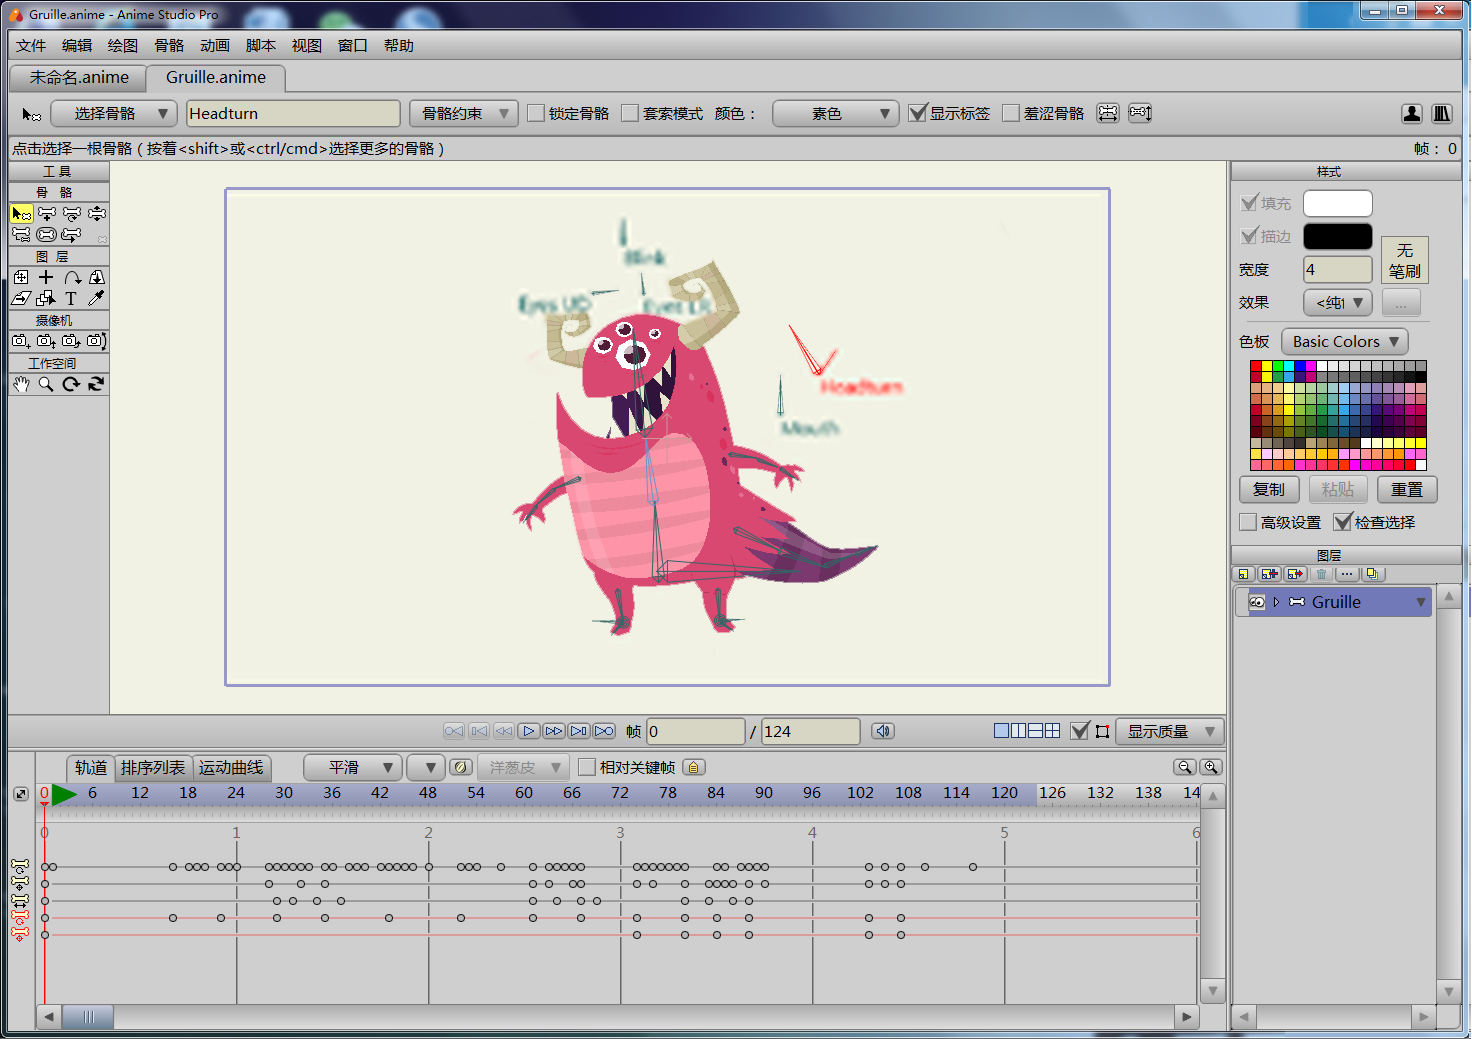 Gruille.anime - Anime Studio Pro
文件 编辑 绘图 骨骼 动画 脚本 视图 窗口 帮助
未命名.anime Gruille.anime
选择骨骼 Headturn 骨骼约束 锁定骨骼 套索模式 颜色： 素色 显示标签 羞涩骨骼
点击选择一根骨骼（按着<shift>或<ctrl/cmd>选择更多的骨骼） 帧： 0
工具
骨 骼
图 层
T
摄像机
工作空间
Blink
Eyes UD Eyes LR
Headturn
Mouth
样式
填充
描边
无
笔刷
宽度 4
效果 <纯
...
色板 Basic Colors
复制 粘贴 重置
高级设置 检查选择
图层
Gruille
帧 0 / 124 显示质量
轨道 排序列表 运动曲线 平滑 洋葱皮 相对关键帧
0 6 12 18 24 30 36 42 48 54 60 66 72 78 84 90 96 102 108 114 120 126 132 138 14
0 1 2 3 4 5 6